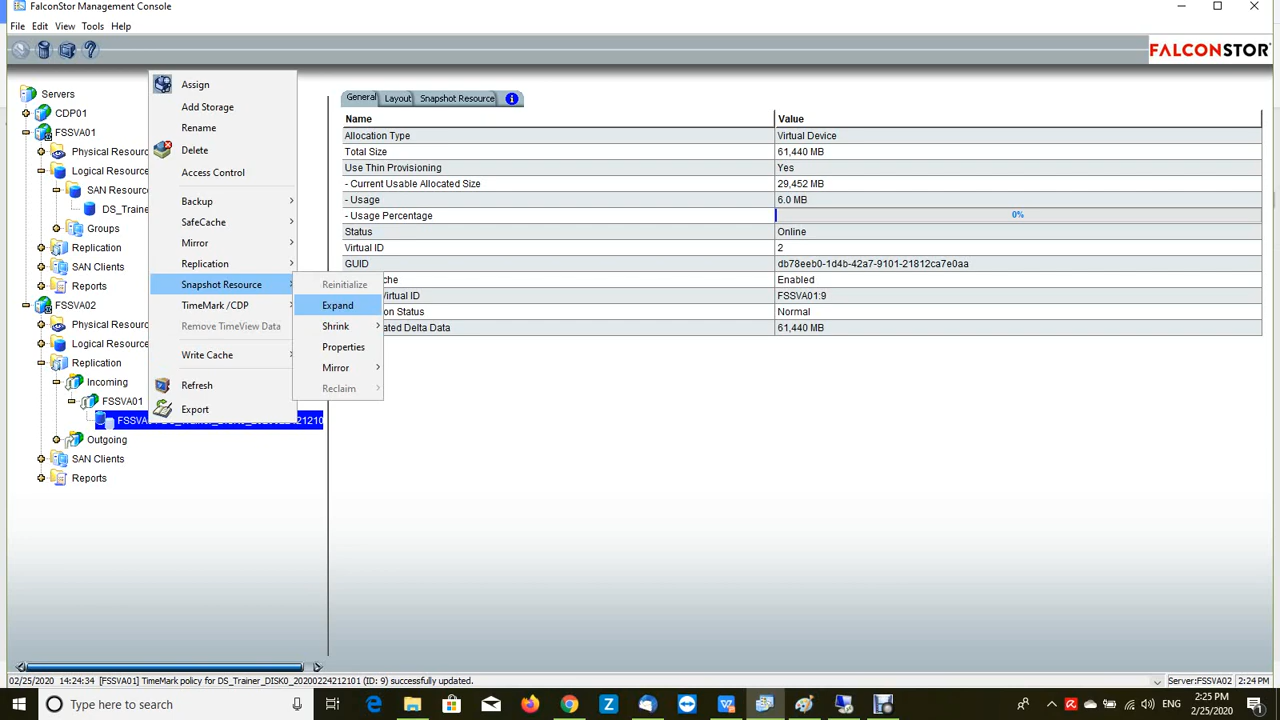 FalconStor Management Console
File Edit View Tools Help
FALCONSTOR
Servers
CDP01
FSSVA01
Physical Resourc
Logical Resource
SAN Resource
DS_Traine
Groups
Replication
SAN Clients
Reports
FSSVA02
Physical Resourc
Logical Resource
Replication
Incoming
FSSVA01
Outgoing
SAN Clients
Reports
Assign
Add Storage
Rename
Delete
Access Control
Backup
SafeCache
Mirror
Replication
Snapshot Resource
TimeMark /CDP
Remove TimeView Data
Write Cache
Refresh
Export
Reinitialize
Expand
Shrink
Properties
Mirror
Reclaim
General Layout Snapshot Resource
Name Value
Allocation Type Virtual Device
Total Size 61,440 MB
Use Thin Provisioning Yes
- Current Usable Allocated Size 29,452 MB
- Usage 6.0 MB
- Usage Percentage 0%
Status Online
Virtual ID 2
GUID db78eeb0-1d4b-42a7-9101-21812ca7e0aa
che Enabled
irtual ID FSSVA01:9
on Status Normal
ated Delta Data 61,440 MB
02/25/2020 14:24:34 [FSSVA01] TimeMark policy for DS_Trainer_DISK0_20200224212101 (ID: 9) successfully updated. Server:FSSVA02 2:24 PM
Type here to search
ENG
2:25 PM
2/25/2020